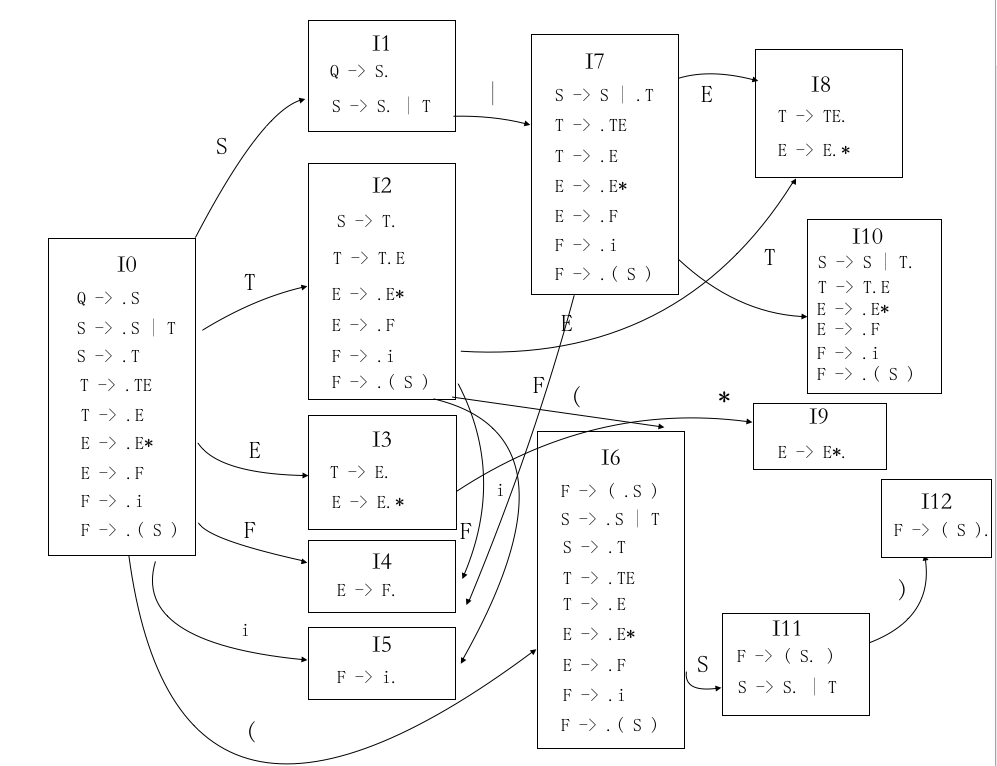 I0
Q -> .S
S -> .S | T
S -> .T
T -> .TE
T -> .E
E -> .E*
E -> .F
F -> .i
F -> .( S )
S
T
E
F
i
(
I1
Q -> S.
S -> S. | T
|
I2
S -> T.
T -> T.E
E -> .E*
E -> .F
F -> .i
F -> .( S )
I3
T -> E.
E -> E.*
I4
E -> F.
I5
F -> i.
E
F
(
*
i
F
I7
S -> S | .T
T -> .TE
T -> .E
E -> .E*
E -> .F
F -> .i
F -> .( S )
E
T
I8
T -> TE.
E -> E.*
I10
S -> S | T.
T -> T.E
E -> .E*
E -> .F
F -> .i
F -> .( S )
I9
E -> E*.
I6
F -> ( .S )
S -> .S | T
S -> .T
T -> .TE
T -> .E
E -> .E*
E -> .F
F -> .i
F -> .( S )
S
I11
F -> ( S. )
S -> S. | T
)
I12
F -> ( S ).